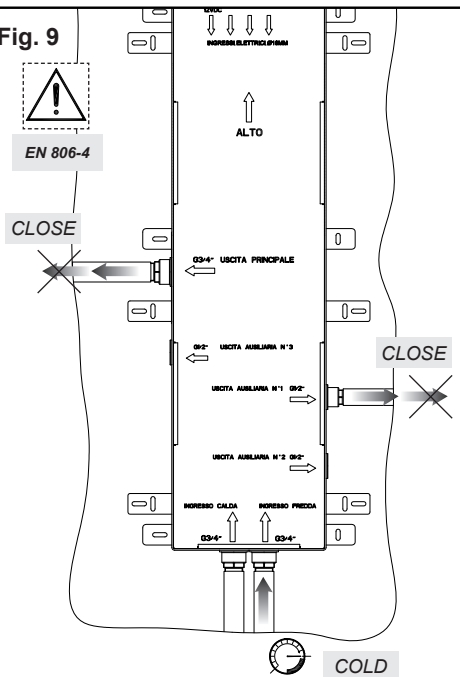 12VDC
Fig. 9
INGRESSI ELETTRICI Ø16MM
EN 806-4
ALTO
CLOSE
G3/4" USCITA PRINCIPALE
G1/2" USCITA AUSILIARIA N°3
CLOSE
USCITA AUSILIARIA N°1 G1/2"
USCITA AUSILIARIA N°2 G1/2"
INGRESSO CALDA INGRESSO FREDDA
G3/4" G3/4"
COLD